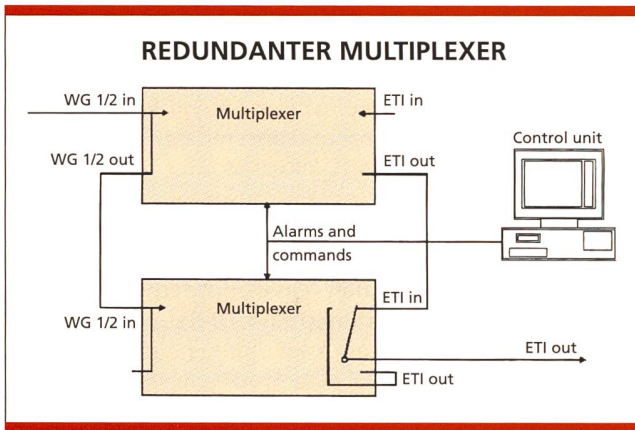 REDUNDANTER MULTIPLEXER
WG 1/2 in
Multiplexer
ETI in
WG 1/2 out
ETI out
Control unit
Alarms and
commands
Multiplexer
ETI in
WG 1/2 in
ETI out
ETI out